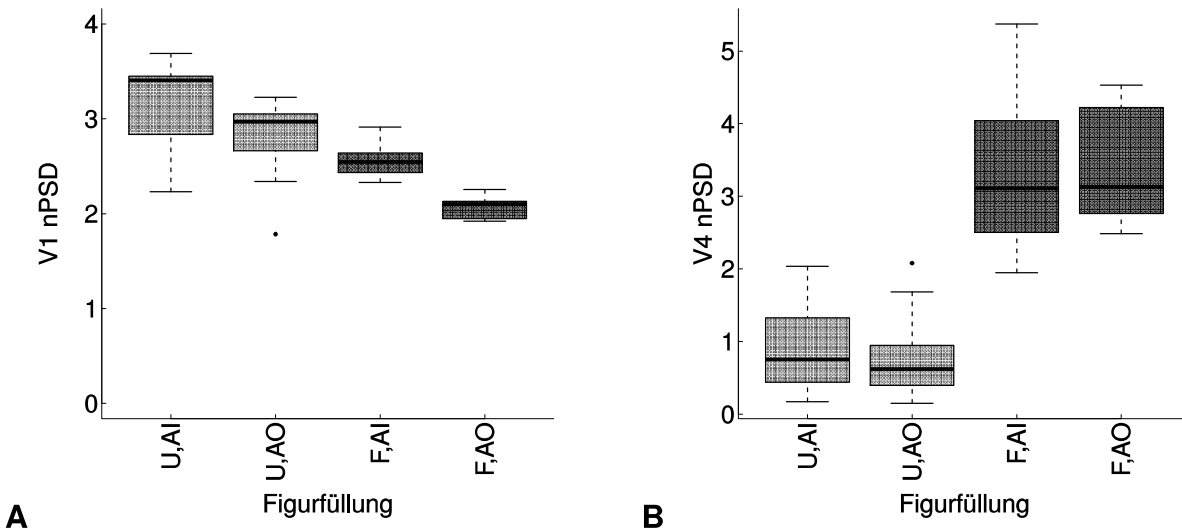 4
3
2
1
0
V1 nPSD
U,AI
U,AO
F,AI
F,AO
Figurfüllung
A
5
4
3
2
1
0
V4 nPSD
U,AI
U,AO
F,AI
F,AO
Figurfüllung
B